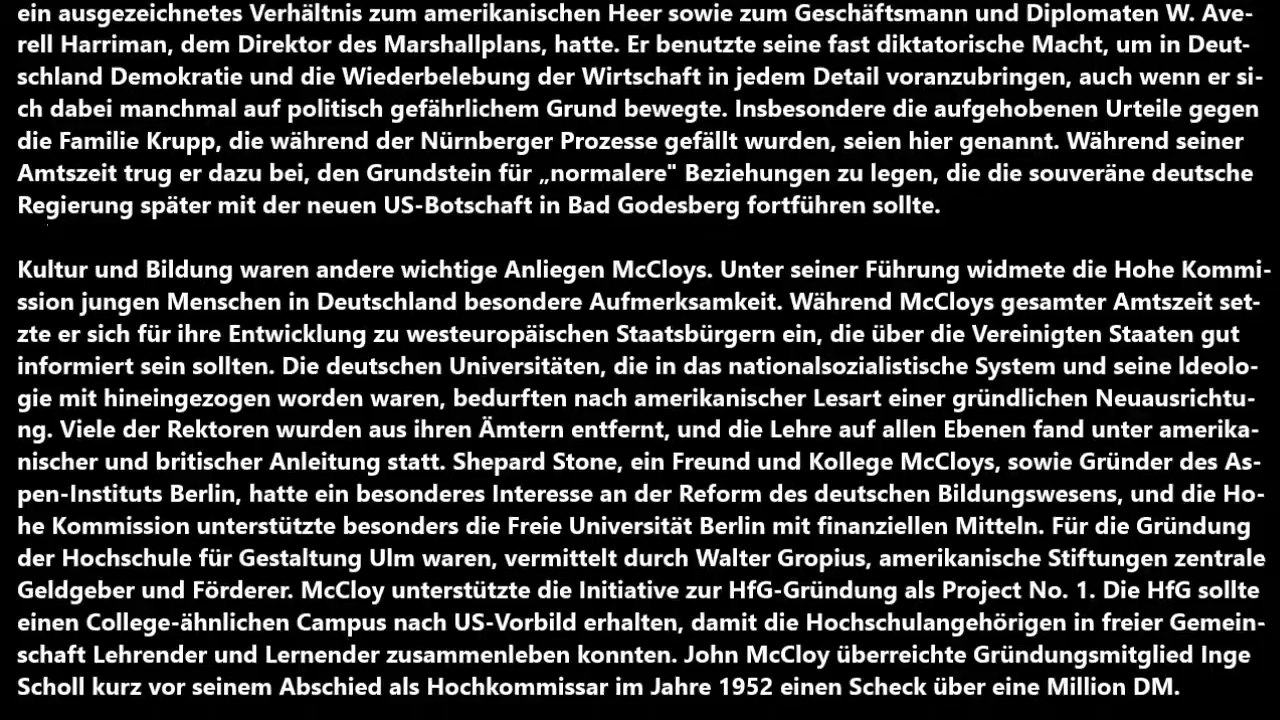 ein ausgezeichnetes Verhältnis zum amerikanischen Heer sowie zum Geschäftsmann und Diplomaten W. Ave-
rell Harriman, dem Direktor des Marshallplans, hatte. Er benutzte seine fast diktatorische Macht, um in Deut-
schland Demokratie und die Wiederbelebung der Wirtschaft in jedem Detail voranzubringen, auch wenn er si-
ch dabei manchmal auf politisch gefährlichem Grund bewegte. Insbesondere die aufgehobenen Urteile gegen
die Familie Krupp, die während der Nürnberger Prozesse gefällt wurden, seien hier genannt. Während seiner
Amtszeit trug er dazu bei, den Grundstein für „normalere" Beziehungen zu legen, die die souveräne deutsche
Regierung später mit der neuen US-Botschaft in Bad Godesberg fortführen sollte.
Kultur und Bildung waren andere wichtige Anliegen McCloys. Unter seiner Führung widmete die Hohe Kommi-
ssion jungen Menschen in Deutschland besondere Aufmerksamkeit. Während McCloys gesamter Amtszeit set-
zte er sich für ihre Entwicklung zu westeuropäischen Staatsbürgern ein, die über die Vereinigten Staaten gut
informiert sein sollten. Die deutschen Universitäten, die in das nationalsozialistische System und seine Ideolo-
gie mit hineingezogen worden waren, bedurften nach amerikanischer Lesart einer gründlichen Neuausrichtu-
ng. Viele der Rektoren wurden aus ihren Ämtern entfernt, und die Lehre auf allen Ebenen fand unter amerika-
nischer und britischer Anleitung statt. Shepard Stone, ein Freund und Kollege McCloys, sowie Gründer des As-
pen-Instituts Berlin, hatte ein besonderes Interesse an der Reform des deutschen Bildungswesens, und die Ho-
he Kommission unterstützte besonders die Freie Universität Berlin mit finanziellen Mitteln. Für die Gründung
der Hochschule für Gestaltung Ulm waren, vermittelt durch Walter Gropius, amerikanische Stiftungen zentrale
Geldgeber und Förderer. McCloy unterstützte die Initiative zur HfG-Gründung als Project No. 1. Die HfG sollte
einen College-ähnlichen Campus nach US-Vorbild erhalten, damit die Hochschulangehörigen in freier Gemein-
schaft Lehrender und Lernender zusammenleben konnten. John McCloy überreichte Gründungsmitglied Inge
Scholl kurz vor seinem Abschied als Hochkommissar im Jahre 1952 einen Scheck über eine Million DM.